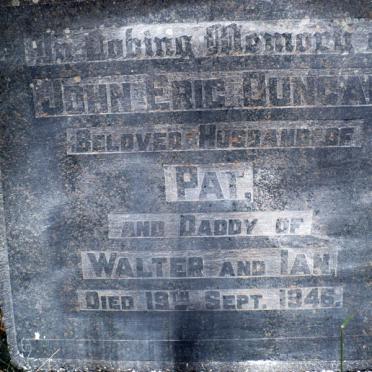 In Loving Memory
John Eric Duncan
Beloved Husband of
Pat,
and Daddy of
Walter and Ian,
Died 19th Sept. 1946.